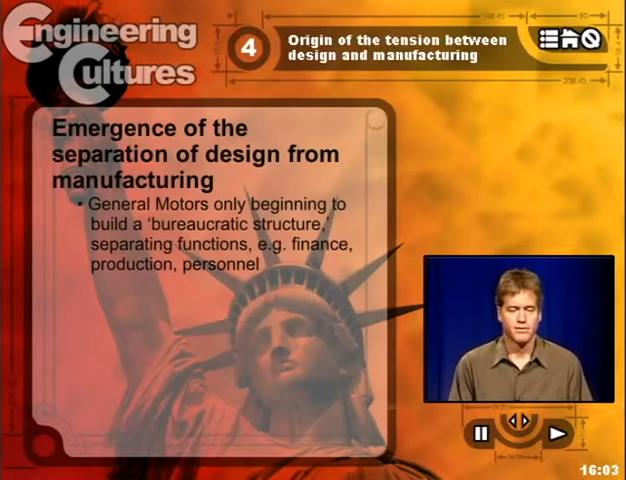 Engineering
Cultures
4
Origin of the tension between
design and manufacturing
Emergence of the
separation of design from
manufacturing
• General Motors only beginning to
build a ‘bureaucratic structure,’
separating functions, e.g. finance,
production, personnel
16:03